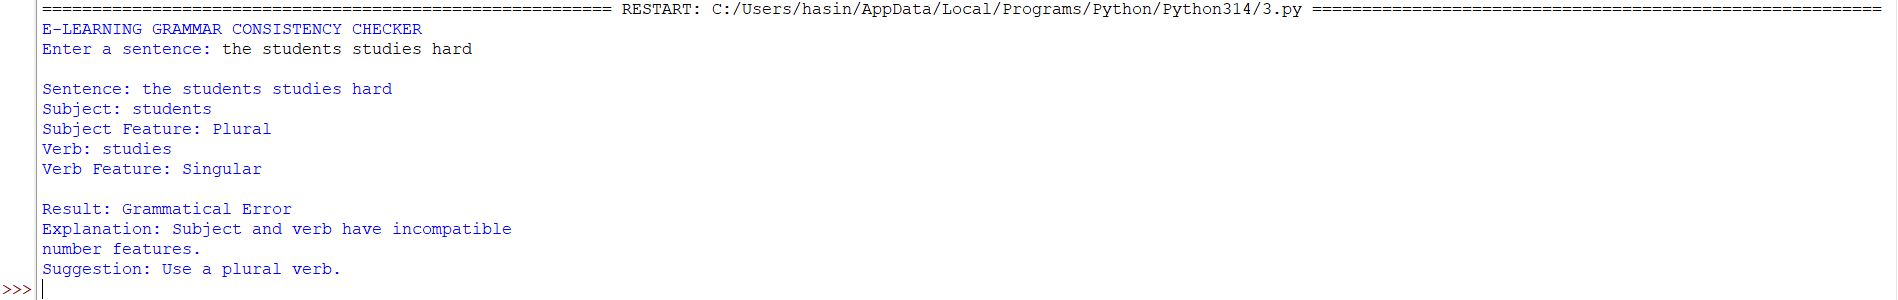 ========================================================= RESTART: C:/Users/hasin/AppData/Local/Programs/Python/Python314/3.py =========================================================
E-LEARNING GRAMMAR CONSISTENCY CHECKER
Enter a sentence: the students studies hard
Sentence: the students studies hard
Subject: students
Subject Feature: Plural
Verb: studies
Verb Feature: Singular
Result: Grammatical Error
Explanation: Subject and verb have incompatible
number features.
Suggestion: Use a plural verb.
>>>